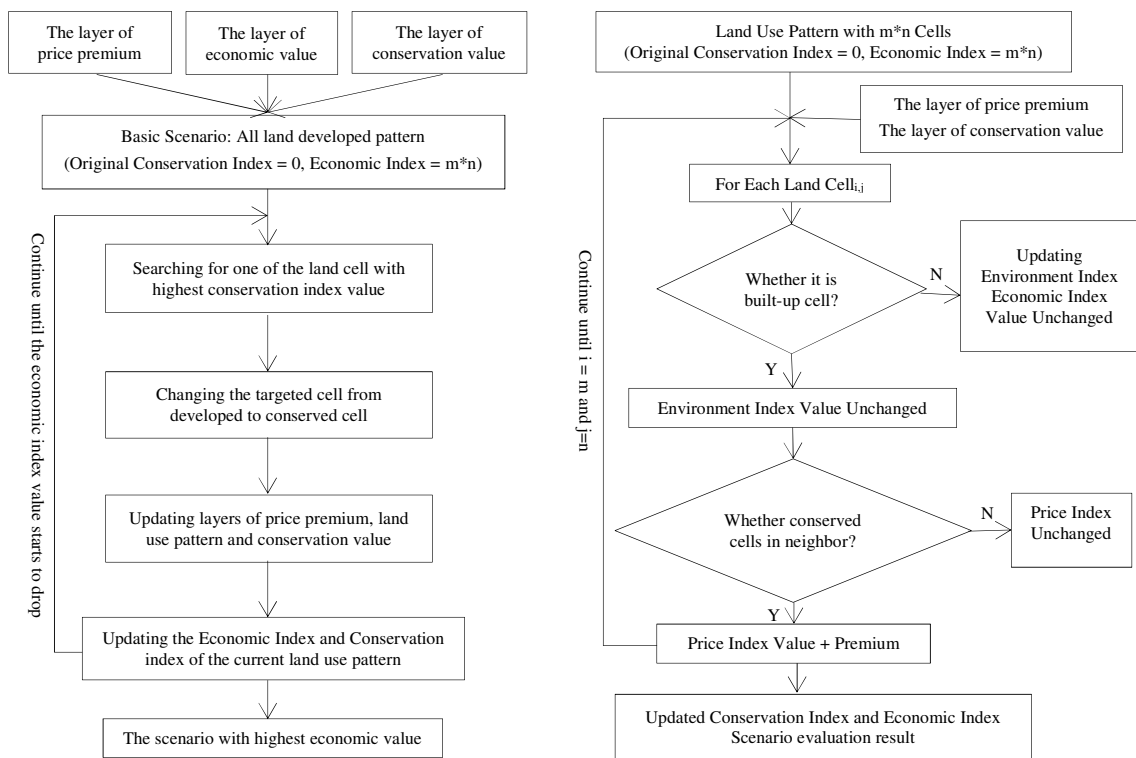 The layer of
price premium
The layer of
economic value
The layer of
conservation value
Basic Scenario: All land developed pattern
(Original Conservation Index = 0, Economic Index = m*n)
Continue until the economic index value starts to drop
Searching for one of the land cell with
highest conservation index value
Changing the targeted cell from
developed to conserved cell
Updating layers of price premium, land
use pattern and conservation value
Updating the Economic Index and Conservation
index of the current land use pattern
The scenario with highest economic value
Land Use Pattern with m*n Cells
(Original Conservation Index = 0, Economic Index = m*n)
The layer of price premium
The layer of conservation value
For Each Land Cell i,j
Continue until i = m and j=n
Whether it is
built-up cell?
N
Updating
Environment Index
Economic Index
Value Unchanged
Y
Environment Index Value Unchanged
Whether conserved
cells in neighbor?
N
Price Index
Unchanged
Y
Price Index Value + Premium
Updated Conservation Index and Economic Index
Scenario evaluation result